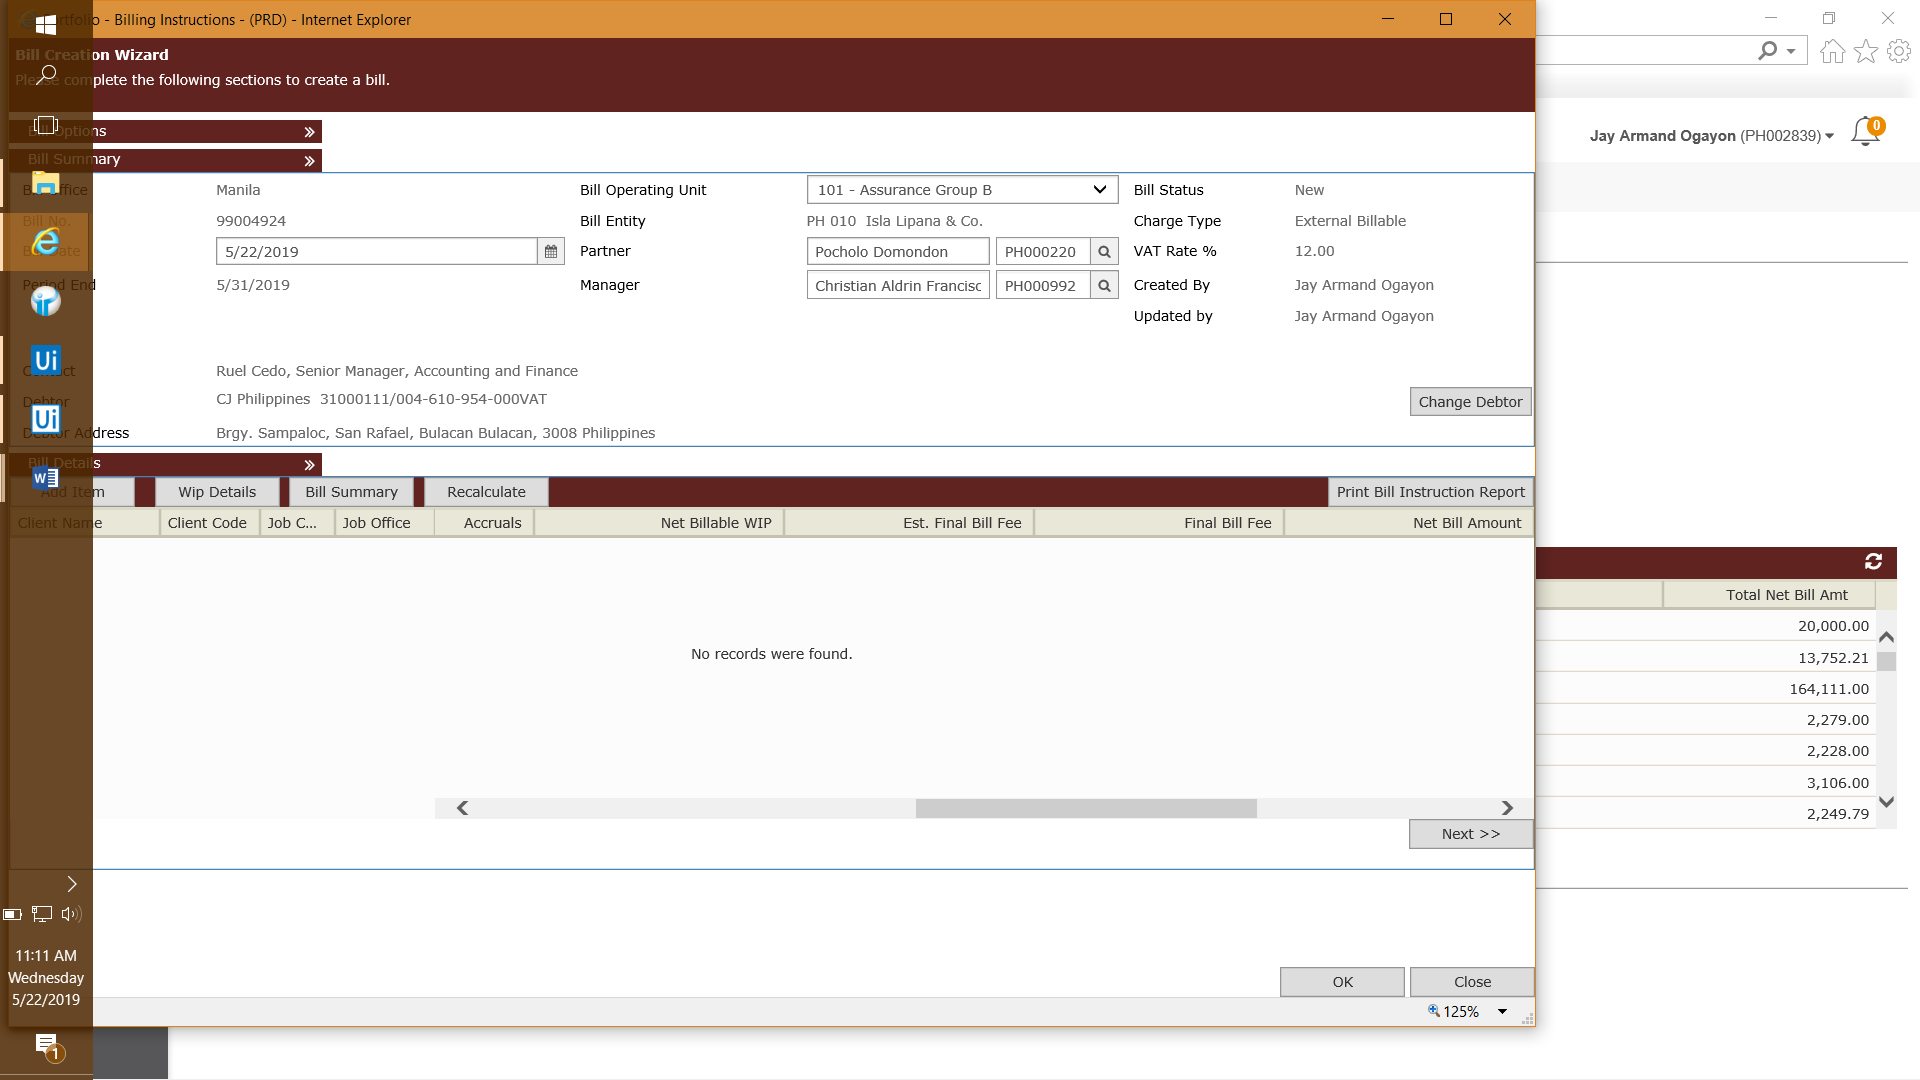 Portfolio - Billing Instructions - (PRD) - Internet Explorer
Bill Creation Wizard
Please complete the following sections to create a bill.
Jay Armand Ogayon (PH002839)
0
Bill Options
Bill Summary
Bill Office
Manila
Bill Operating Unit
101 - Assurance Group B
Bill Status
New
Bill No.
99004924
Bill Entity
PH 010 Isla Lipana & Co.
Charge Type
External Billable
Bill Date
5/22/2019
Partner
Pocholo Domondon
PH000220
VAT Rate %
12.00
Period End
5/31/2019
Manager
Christian Aldrin Francisc
PH000992
Created By
Jay Armand Ogayon
Updated by
Jay Armand Ogayon
Contact
Ruel Cedo, Senior Manager, Accounting and Finance
Debtor
CJ Philippines 31000111/004-610-954-000VAT
Change Debtor
Debtor Address
Brgy. Sampaloc, San Rafael, Bulacan Bulacan, 3008 Philippines
Bill Details
Add Item
Wip Details
Bill Summary
Recalculate
Print Bill Instruction Report
Client Name
Client Code
Job C...
Job Office
Accruals
Net Billable WIP
Est. Final Bill Fee
Final Bill Fee
Net Bill Amount
No records were found.
Next >>
OK
Close
125%
Total Net Bill Amt
20,000.00
13,752.21
164,111.00
2,279.00
2,228.00
3,106.00
2,249.79
Ui
Ui
W
11:11 AM
Wednesday
5/22/2019
1